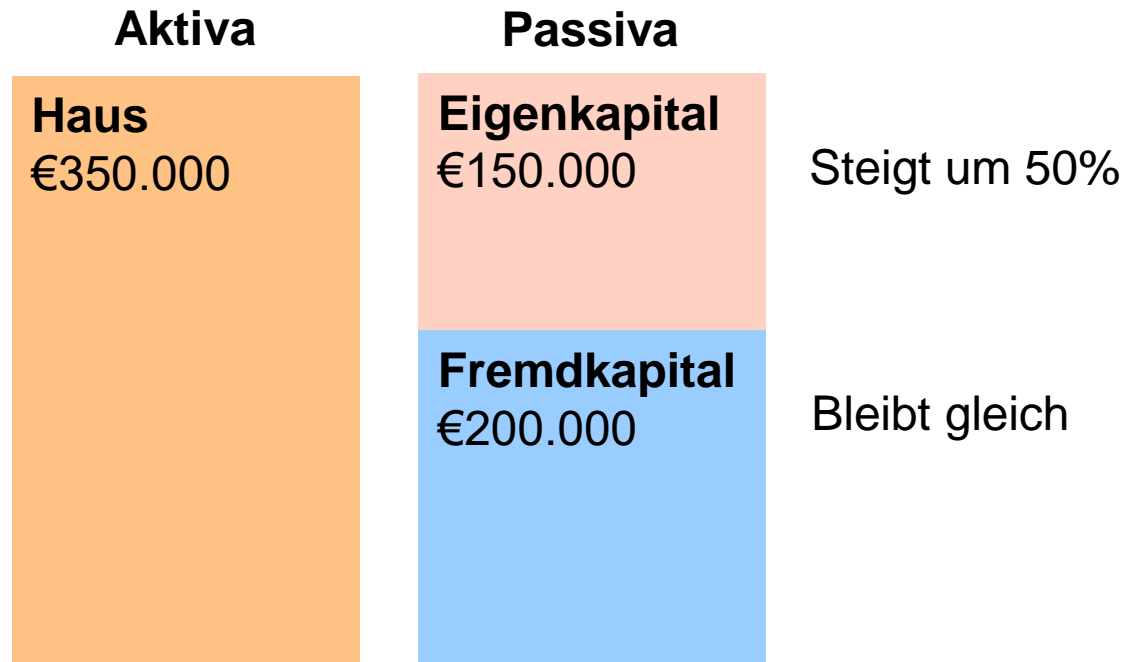 Aktiva
Passiva
Haus
€350.000
Eigenkapital
€150.000
Steigt um 50%
Fremdkapital
€200.000
Bleibt gleich